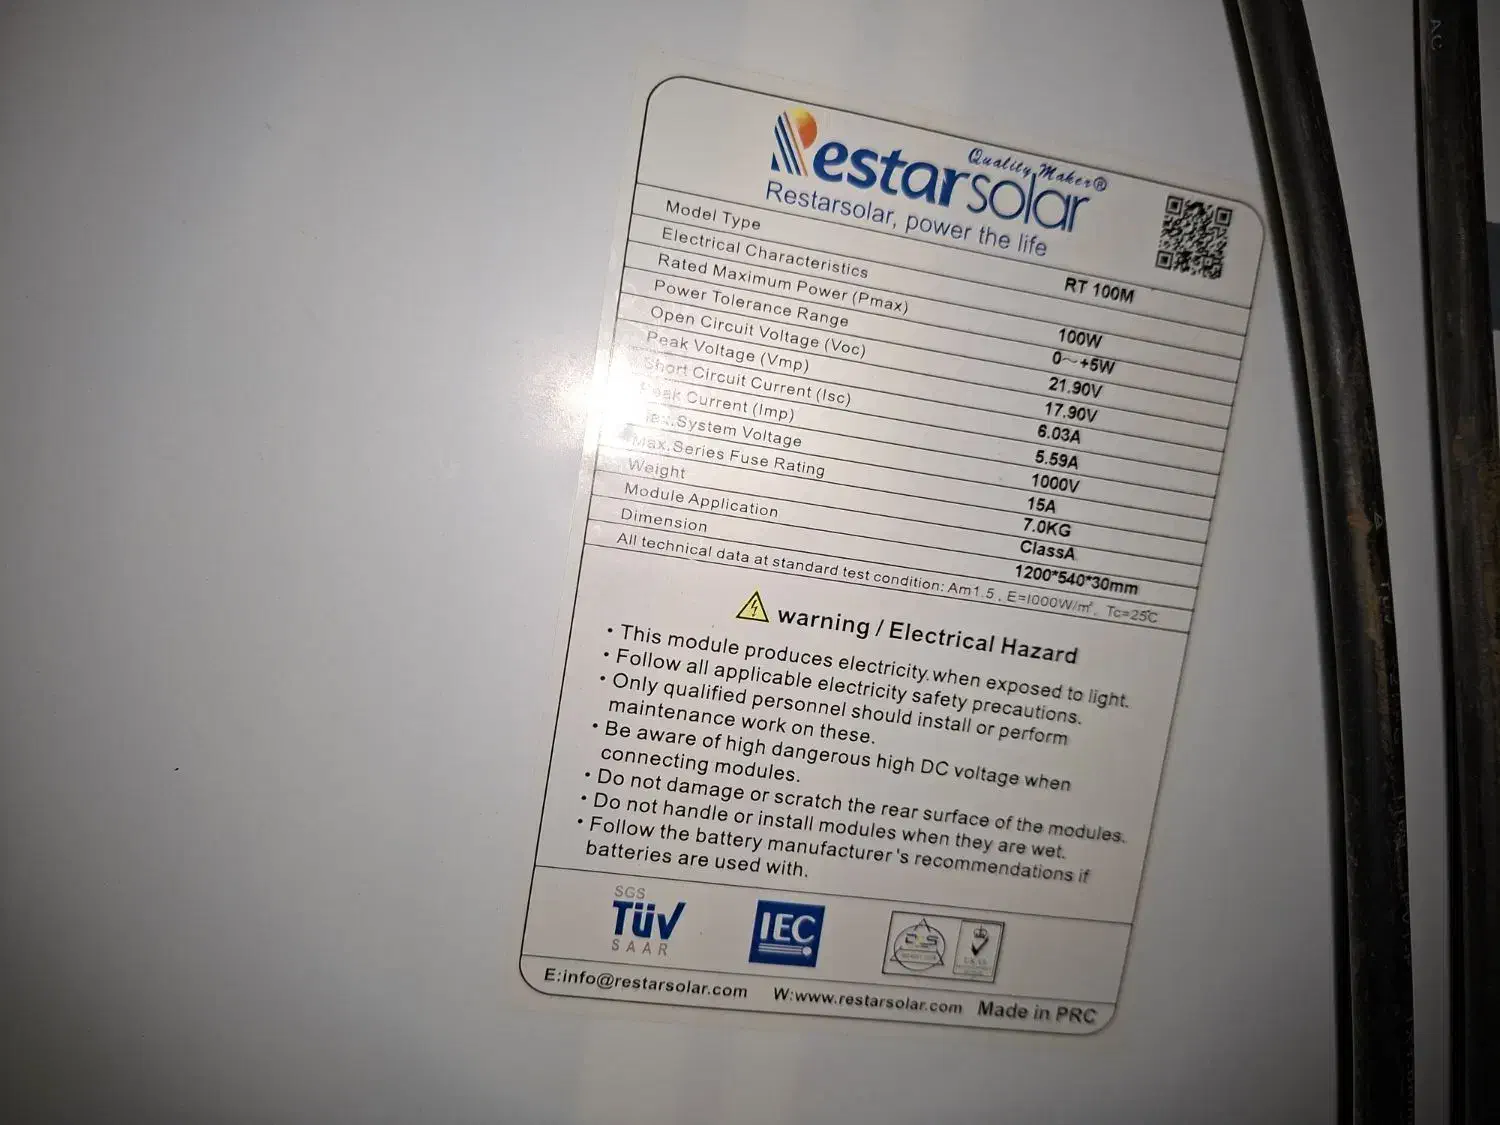 Quality Maker®
Restarsolar
Restarsolar, power the life
Model Type RT 100M
Electrical Characteristics
Rated Maximum Power (Pmax) 100W
Power Tolerance Range 0～+5W
Open Circuit Voltage (Voc) 21.90V
Peak Voltage (Vmp) 17.90V
Short Circuit Current (Isc) 6.03A
Peak Current (Imp) 5.59A
Max.System Voltage 1000V
Max.Series Fuse Rating 15A
Weight 7.0KG
Module Application ClassA
Dimension 1200*540*30mm
All technical data at standard test condition: Am1.5 , E=1000W/㎡, Tc=25℃
warning / Electrical Hazard
• This module produces electricity.when exposed to light.
• Follow all applicable electricity safety precautions.
• Only qualified personnel should install or perform
maintenance work on these.
• Be aware of high dangerous high DC voltage when
connecting modules.
• Do not damage or scratch the rear surface of the modules.
• Do not handle or install modules when they are wet.
• Follow the battery manufacturer's recommendations if
batteries are used with.
SGS
TÜV
SAAR
IEC
E:info@restarsolar.com W:www.restarsolar.com Made in PRC
AC